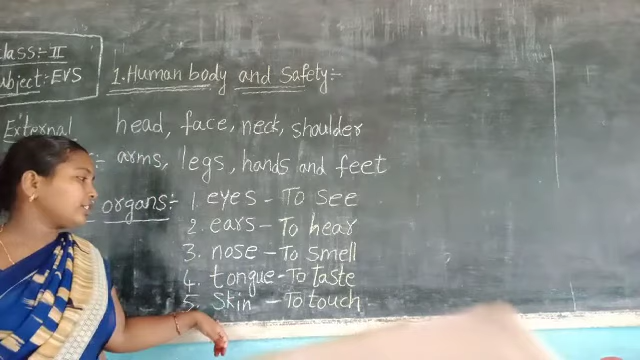 class:- II
ubject:- EVS
1. Human body and Safety:-
External head, face, neck, shoulder
:- arms, legs, hands and feet
organs:- 1. eyes - To see
2. ears - To hear
3. nose - To smell
4. tongue - To taste
5. Skin - To touch